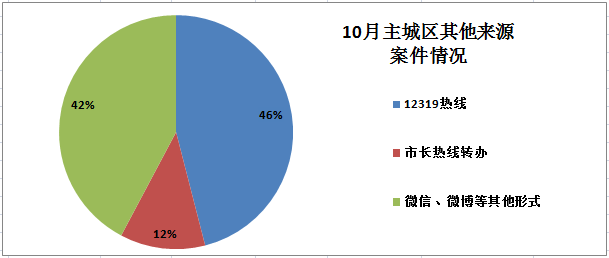 10月主城区其他来源
案件情况
42%
46%
12%
12319热线
市长热线转办
微信、微博等其他形式